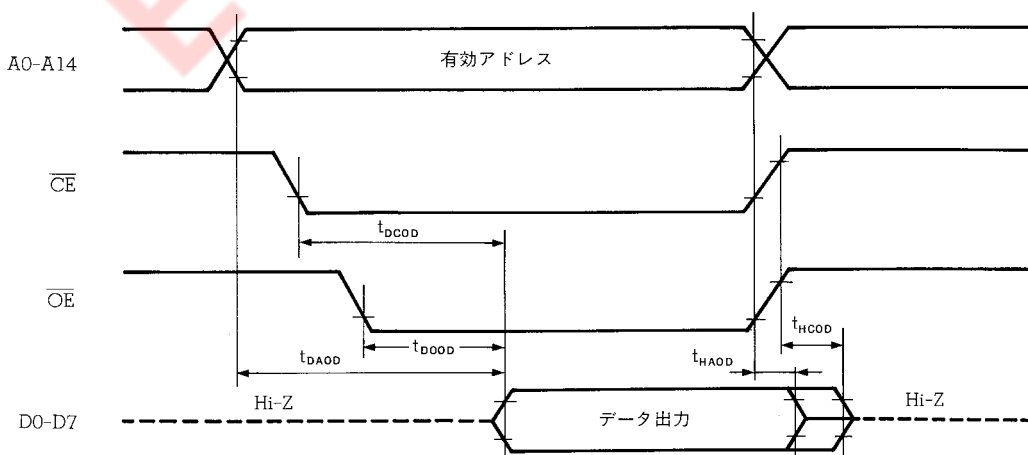 A0-A14
有効アドレス
CE
tDCOD
OE
tDAOD
tDOOD
tHAOD
tHCOD
D0-D7
Hi-Z
データ出力
Hi-Z